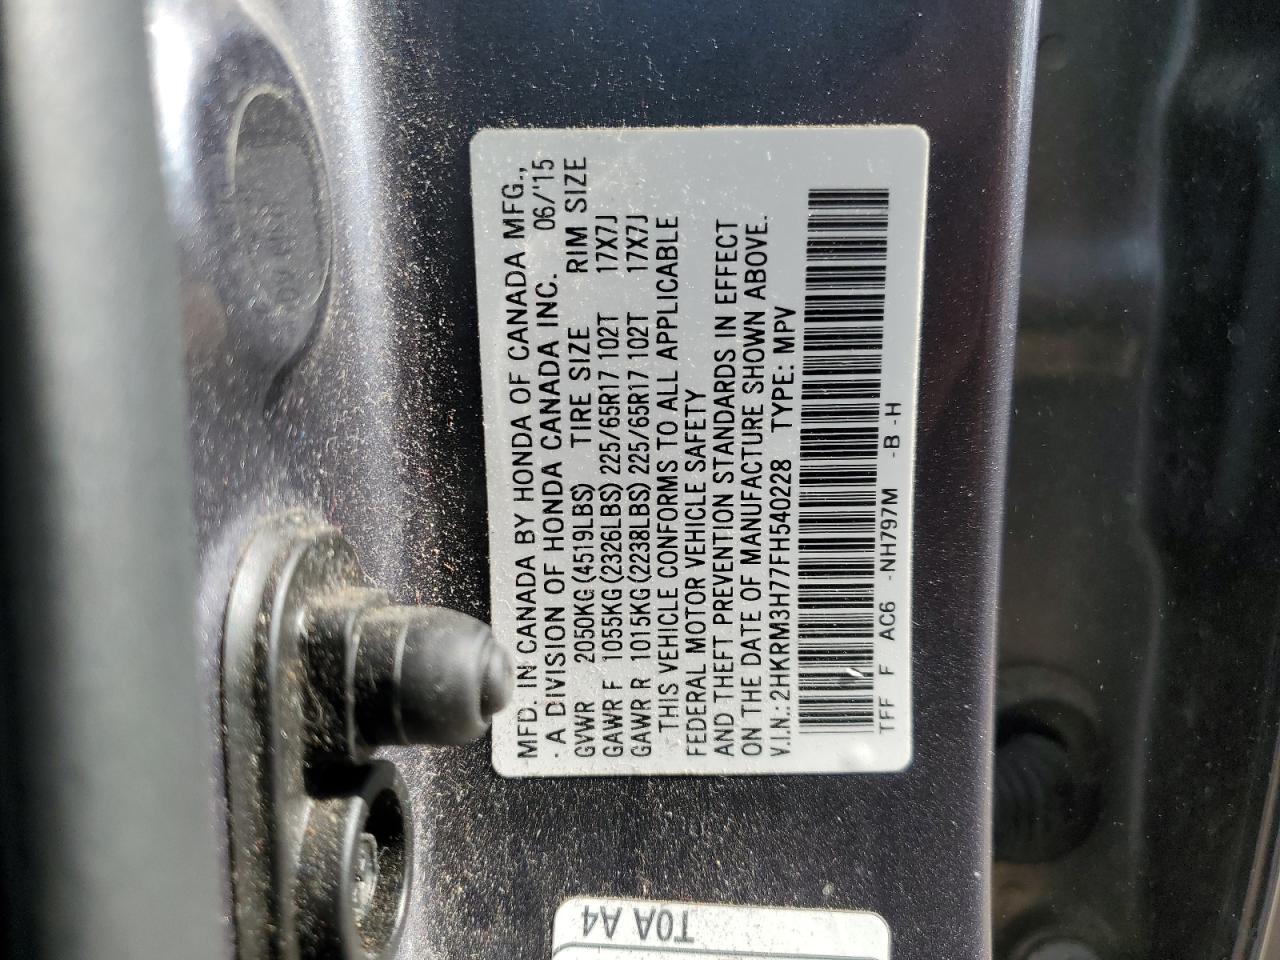 MFD. IN CANADA BY HONDA OF CANADA MFG.,
A DIVISION OF HONDA CANADA INC. 06/'15
GVWR 2050KG(4519LBS) TIRE SIZE RIM SIZE
GAWR F 1055KG(2326LBS) 225/65R17 102T 17X7J
GAWR R 1015KG(2238LBS) 225/65R17 102T 17X7J
THIS VEHICLE CONFORMS TO ALL APPLICABLE
FEDERAL MOTOR VEHICLE SAFETY
AND THEFT PREVENTION STANDARDS IN EFFECT
ON THE DATE OF MANUFACTURE SHOWN ABOVE.
V.I.N.: 2HKRM3H77FH540228 TYPE: MPV
TFF F AC6 -NH797M -B -H
T0A A4